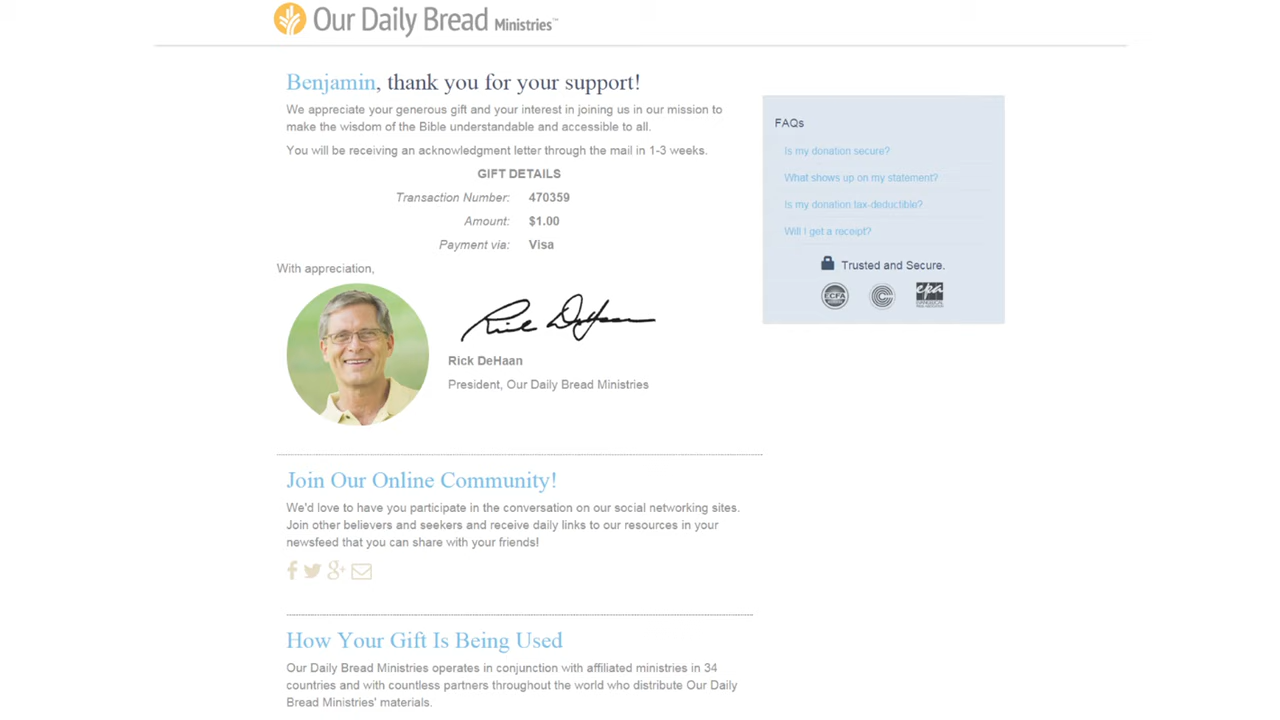 Our Daily Bread Ministries™
Benjamin, thank you for your support!
We appreciate your generous gift and your interest in joining us in our mission to
make the wisdom of the Bible understandable and accessible to all.
You will be receiving an acknowledgment letter through the mail in 1-3 weeks.
GIFT DETAILS
Transaction Number: 470359
Amount: $1.00
Payment via: Visa
With appreciation,
Rick DeHaan
Rick DeHaan
President, Our Daily Bread Ministries
Join Our Online Community!
We'd love to have you participate in the conversation on our social networking sites.
Join other believers and seekers and receive daily links to our resources in your
newsfeed that you can share with your friends!
How Your Gift Is Being Used
Our Daily Bread Ministries operates in conjunction with affiliated ministries in 34
countries and with countless partners throughout the world who distribute Our Daily
Bread Ministries' materials.
FAQs
Is my donation secure?
What shows up on my statement?
Is my donation tax-deductible?
Will I get a receipt?
Trusted and Secure.
ECFA
epa